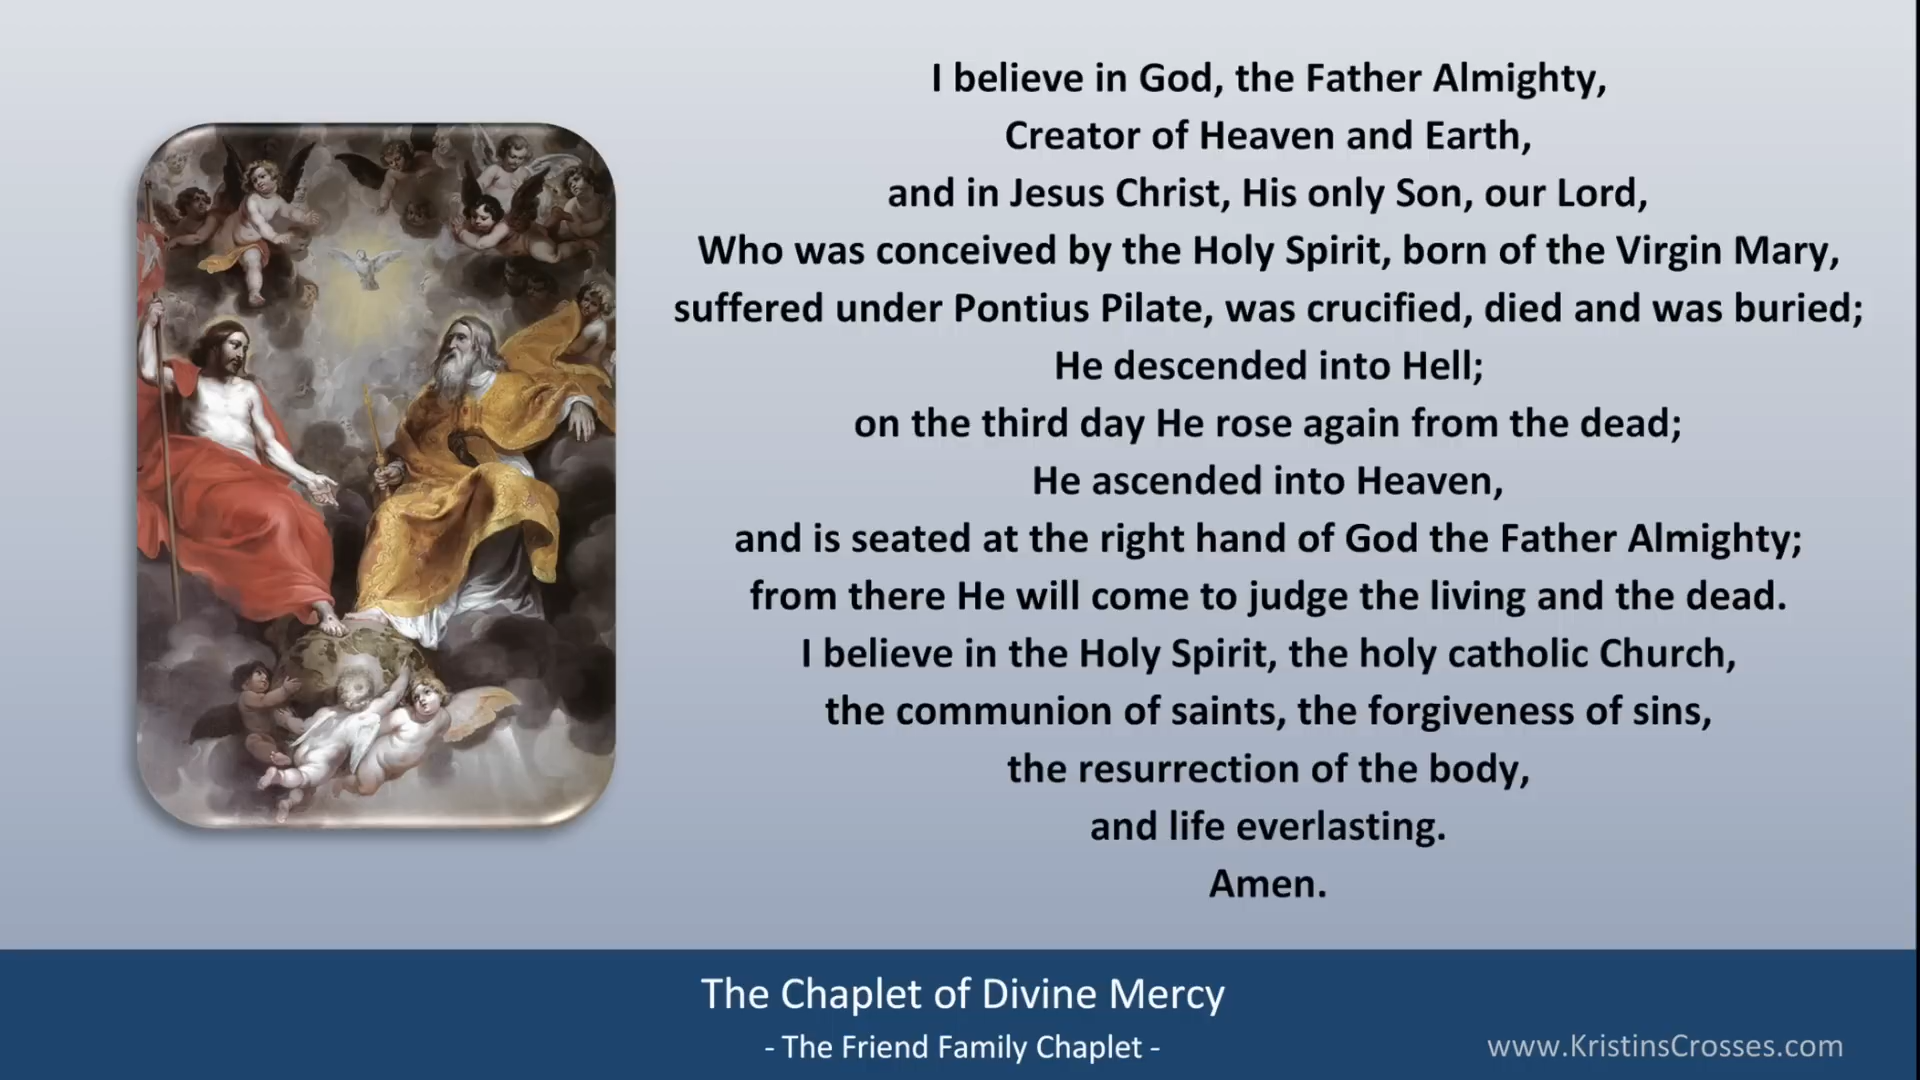 I believe in God, the Father Almighty,
Creator of Heaven and Earth,
and in Jesus Christ, His only Son, our Lord,
Who was conceived by the Holy Spirit, born of the Virgin Mary,
suffered under Pontius Pilate, was crucified, died and was buried;
He descended into Hell;
on the third day He rose again from the dead;
He ascended into Heaven,
and is seated at the right hand of God the Father Almighty;
from there He will come to judge the living and the dead.
I believe in the Holy Spirit, the holy catholic Church,
the communion of saints, the forgiveness of sins,
the resurrection of the body,
and life everlasting.
Amen.
The Chaplet of Divine Mercy
- The Friend Family Chaplet -
www.KristinsCrosses.com